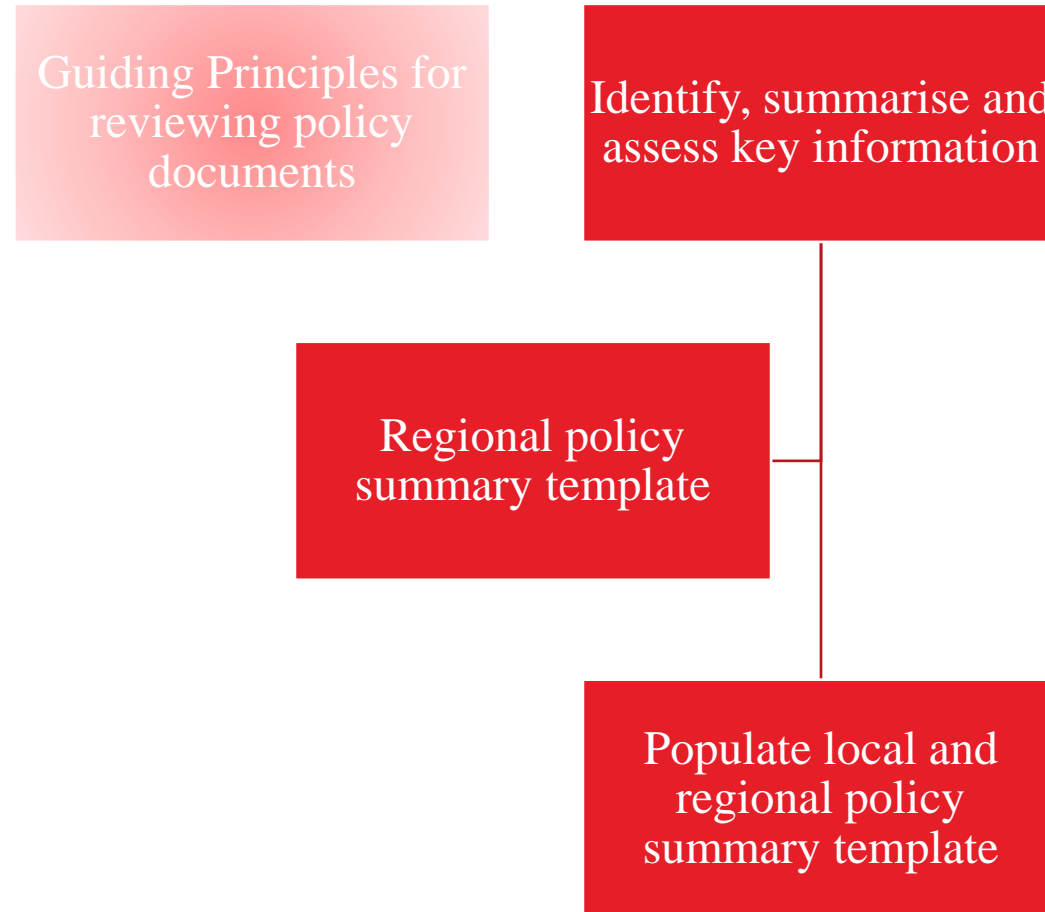 Guiding Principles for
reviewing policy
documents
Identify, summarise and
assess key information
Regional policy
summary template
Populate local and
regional policy
summary template